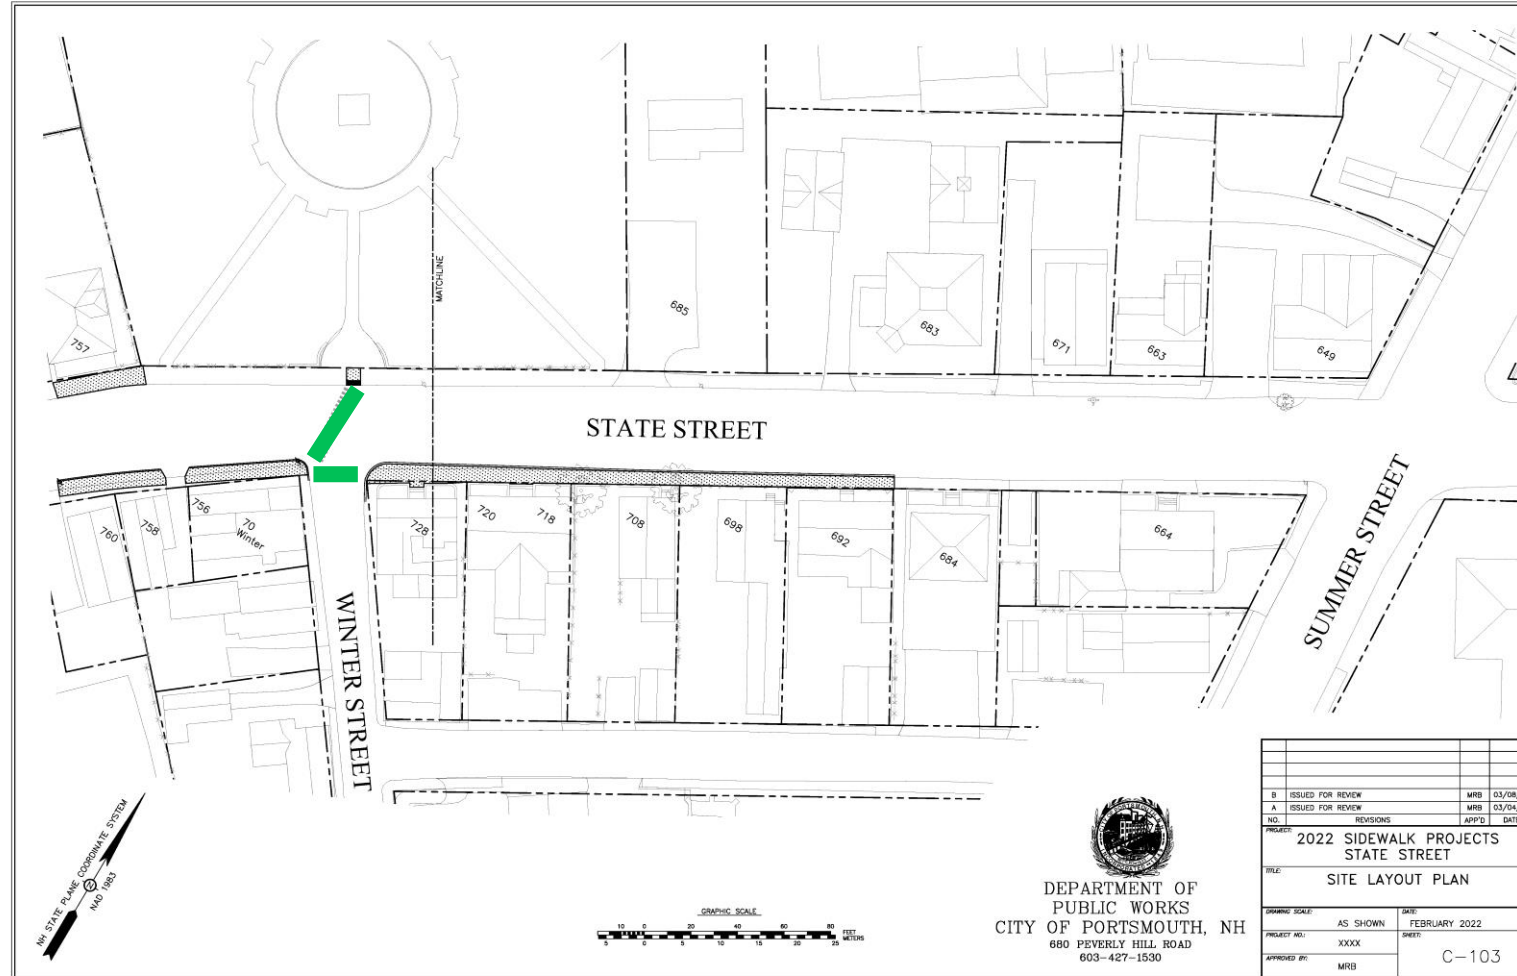 MATCHLINE
757
685
683
671
663
649
STATE STREET
760
758
756
70
Winter
728
720
718
708
698
692
684
664
WINTER STREET
SUMMER STREET
NH STATE PLANE COORDINATE SYSTEM
N
NAD 1983
GRAPHIC SCALE
10 0 20 40 60 80 FEET
5 0 5 10 15 20 25 METERS
DEPARTMENT OF
PUBLIC WORKS
CITY OF PORTSMOUTH, NH
680 PEVERLY HILL ROAD
603-427-1530
B ISSUED FOR REVIEW MRB 03/08
A ISSUED FOR REVIEW MRB 03/04
NO. REVISIONS APP'D DATE
PROJECT:
2022 SIDEWALK PROJECTS
STATE STREET
TITLE:
SITE LAYOUT PLAN
DRAWING SCALE: AS SHOWN
DATE: FEBRUARY 2022
PROJECT NO.: XXXX
SHEET: C-103
APPROVED BY: MRB